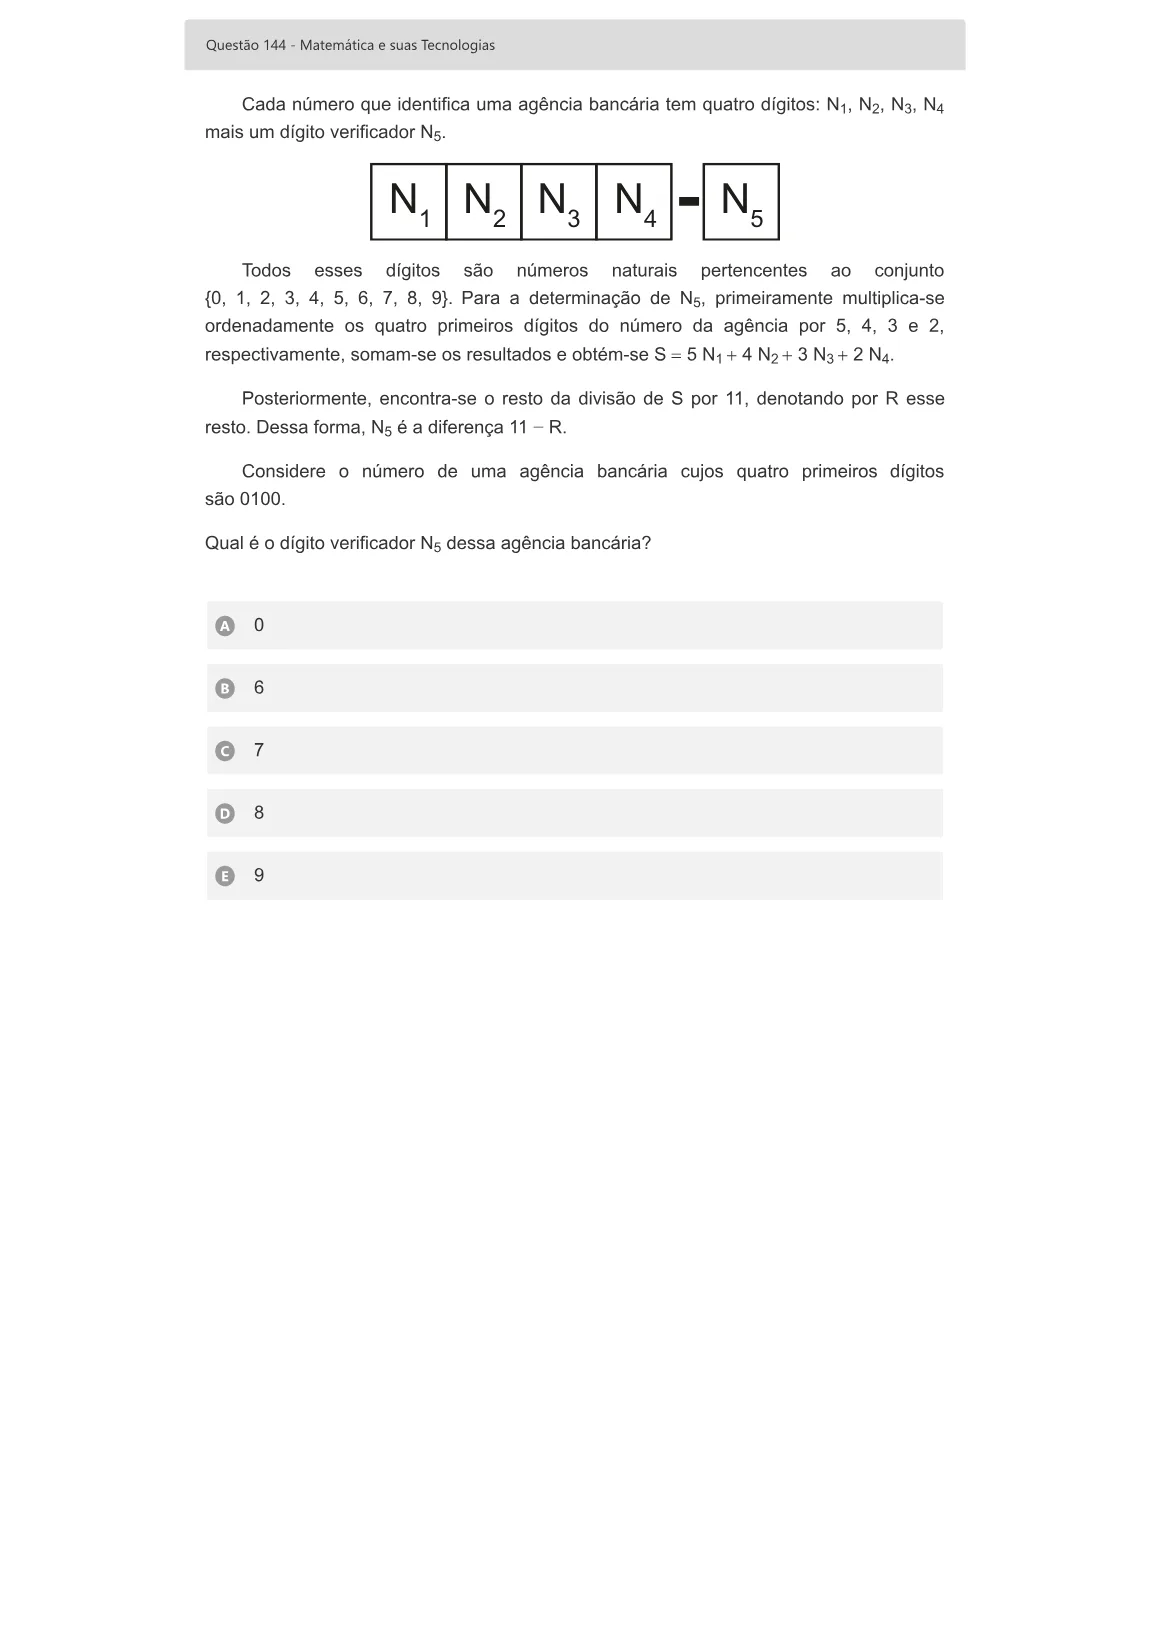 Questão 144 - Matemática e suas Tecnologias
Cada número que identifica uma agência bancária tem quatro dígitos: N₁, N₂, N₃, N₄
mais um dígito verificador N₅.
N₁ N₂ N₃ N₄ - N₅
Todos esses dígitos são números naturais pertencentes ao conjunto
{0, 1, 2, 3, 4, 5, 6, 7, 8, 9}. Para a determinação de N₅, primeiramente multiplica-se
ordenadamente os quatro primeiros dígitos do número da agência por 5, 4, 3 e 2,
respectivamente, somam-se os resultados e obtém-se S = 5 N₁ + 4 N₂ + 3 N₃ + 2 N₄.
Posteriormente, encontra-se o resto da divisão de S por 11, denotando por R esse
resto. Dessa forma, N₅ é a diferença 11 − R.
Considere o número de uma agência bancária cujos quatro primeiros dígitos
são 0100.
Qual é o dígito verificador N₅ dessa agência bancária?
A 0
B 6
C 7
D 8
E 9